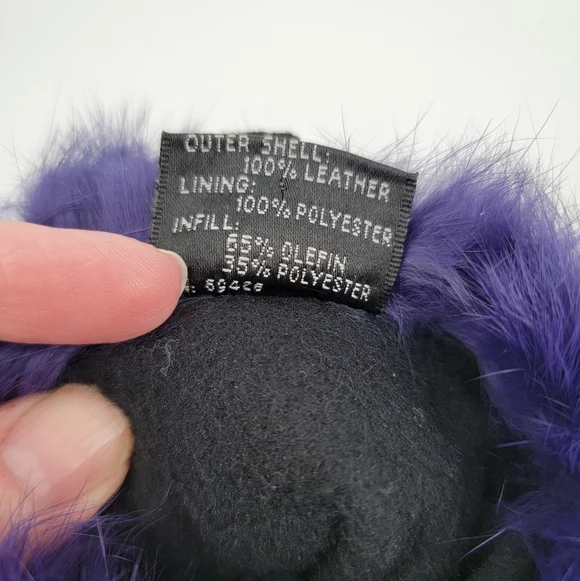 OUTER SHELL:
100% LEATHER
LINING:
100% POLYESTER
INFILL:
65% OLEFIN
35% POLYESTER